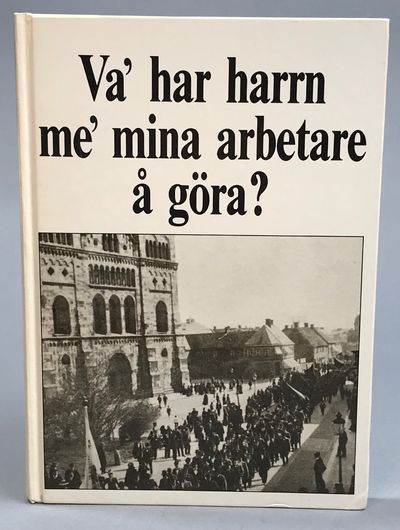 Va' har harrn
me' mina arbetare
å göra?